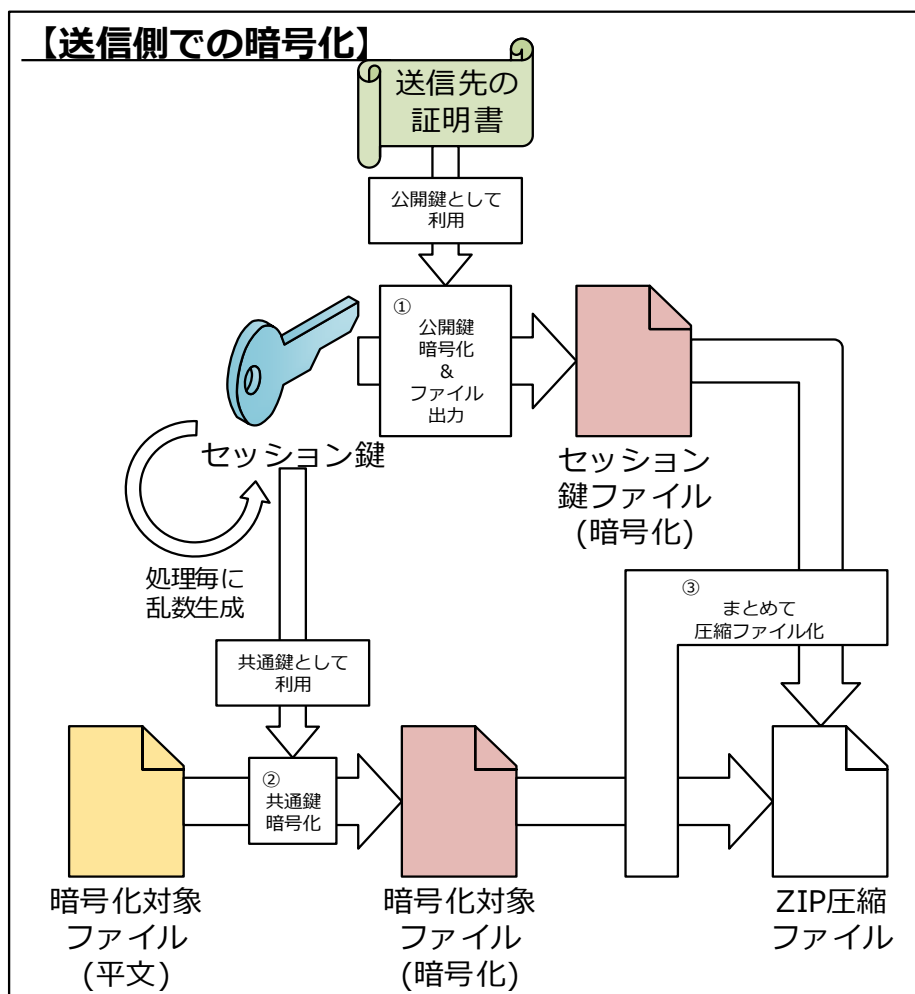 【送信側での暗号化】
送信先の
証明書
公開鍵として
利用
①
公開鍵
暗号化
&
ファイル
出力
セッション鍵
セッション
鍵ファイル
(暗号化)
処理毎に
乱数生成
③
まとめて
圧縮ファイル化
共通鍵として
利用
②
共通鍵
暗号化
暗号化対象
ファイル
(平文)
暗号化対象
ファイル
(暗号化)
ZIP圧縮
ファイル